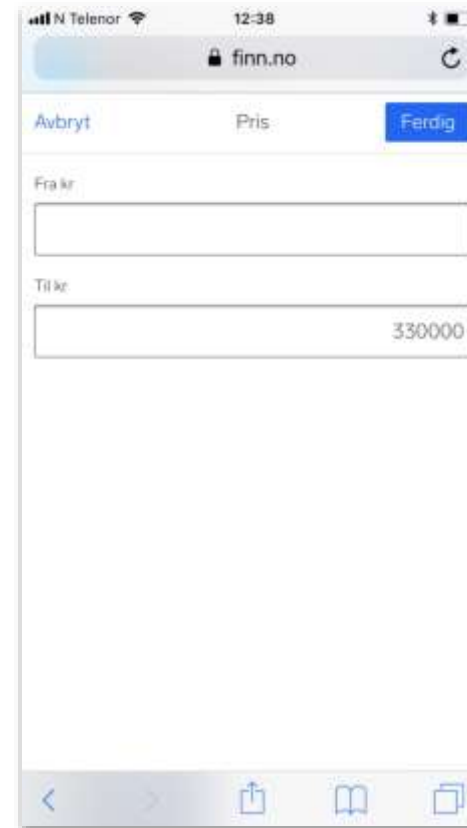 N Telenor 12:38
finn.no
Avbryt Pris Ferdig
Fra kr
Til kr
330000